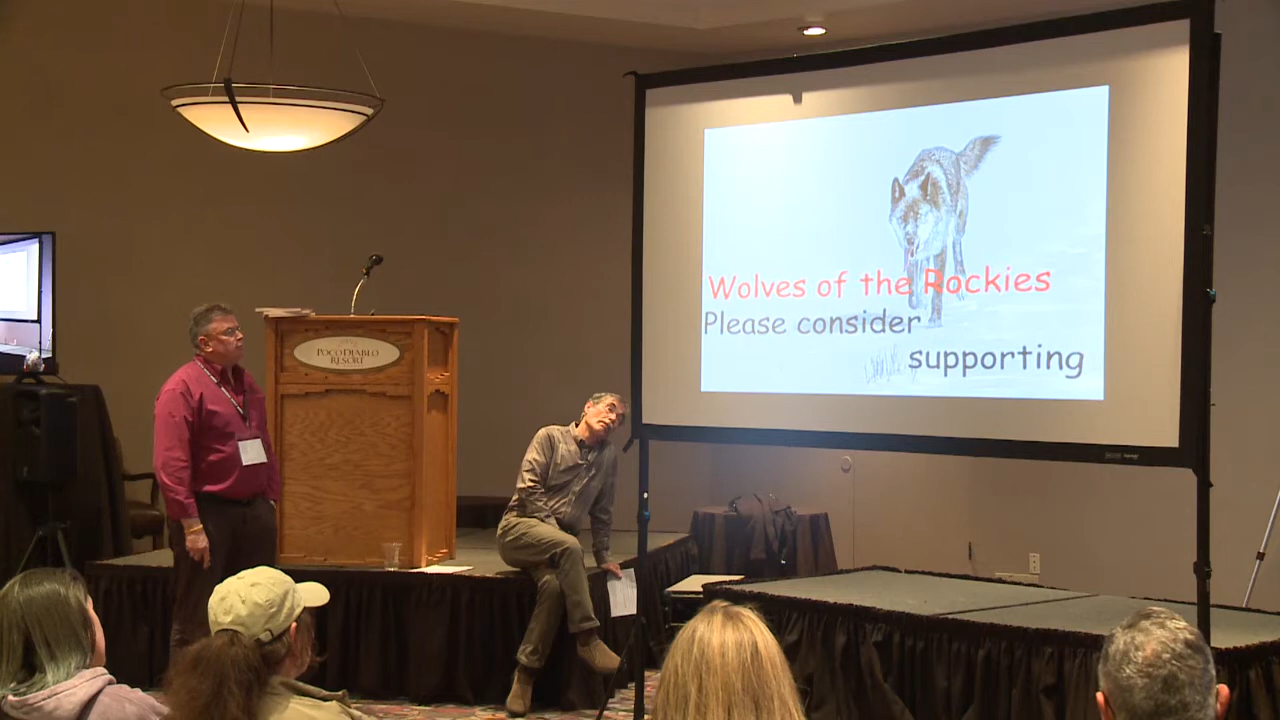 POCO DIABLO
RESORT
Wolves of the Rockies
Please consider
supporting